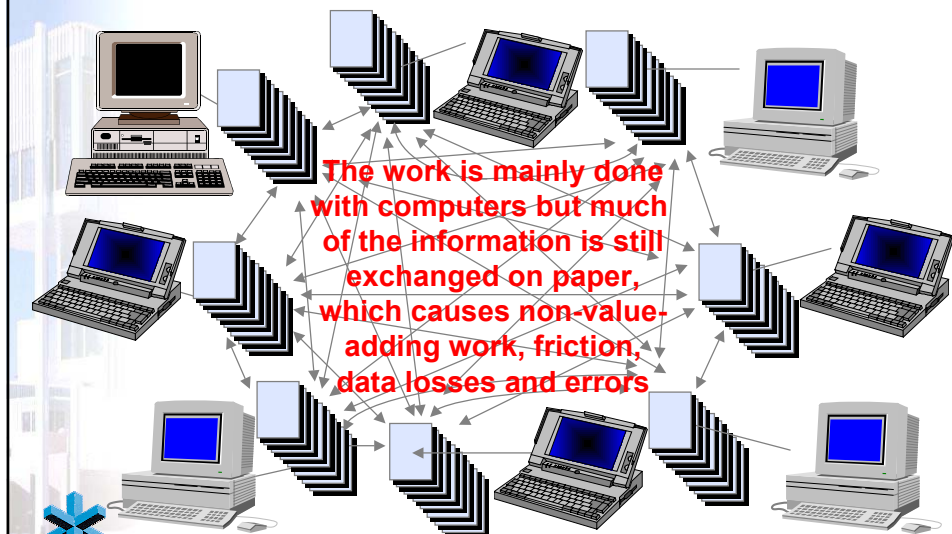 The work is mainly done
with computers but much
of the information is still
exchanged on paper,
which causes non-value-
adding work, friction,
data losses and errors